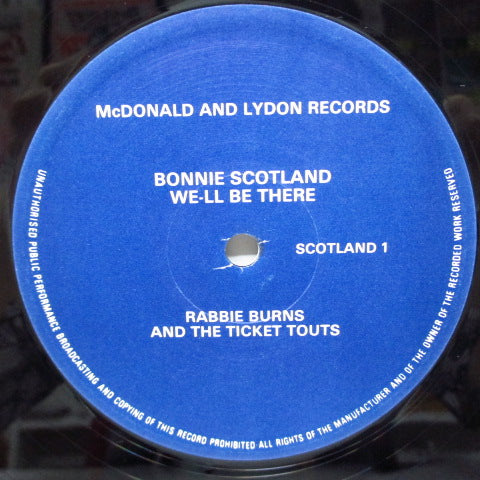 McDONALD AND LYDON RECORDS
BONNIE SCOTLAND
WE-LL BE THERE
SCOTLAND 1
RABBIE BURNS
AND THE TICKET TOUTS
UNAUTHORISED PUBLIC PERFORMANCE BROADCASTING AND COPYING OF THIS RECORD PROHIBITED ALL RIGHTS OF THE MANUFACTURER AND OF THE OWNER OF THE RECORDED WORK RESERVED